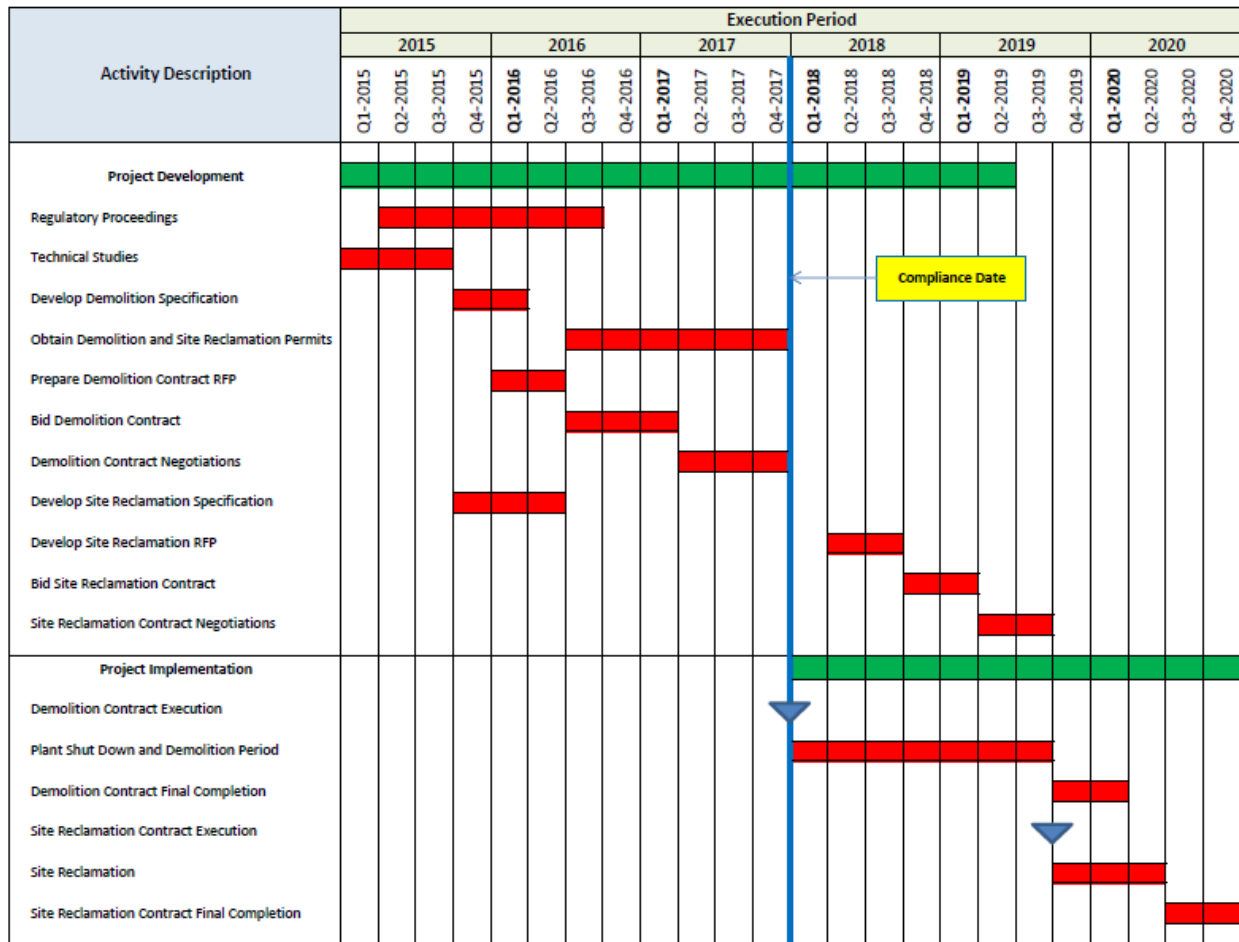 Execution Period
Activity Description
2015 2016 2017 2018 2019 2020
Q1-2015 Q2-2015 Q3-2015 Q4-2015 Q1-2016 Q2-2016 Q3-2016 Q4-2016 Q1-2017 Q2-2017 Q3-2017 Q4-2017 Q1-2018 Q2-2018 Q3-2018 Q4-2018 Q1-2019 Q2-2019 Q3-2019 Q4-2019 Q1-2020 Q2-2020 Q3-2020 Q4-2020
Project Development
Regulatory Proceedings
Technical Studies
Compliance Date
Develop Demolition Specification
Obtain Demolition and Site Reclamation Permits
Prepare Demolition Contract RFP
Bid Demolition Contract
Demolition Contract Negotiations
Develop Site Reclamation Specification
Develop Site Reclamation RFP
Bid Site Reclamation Contract
Site Reclamation Contract Negotiations
Project Implementation
Demolition Contract Execution
Plant Shut Down and Demolition Period
Demolition Contract Final Completion
Site Reclamation Contract Execution
Site Reclamation
Site Reclamation Contract Final Completion